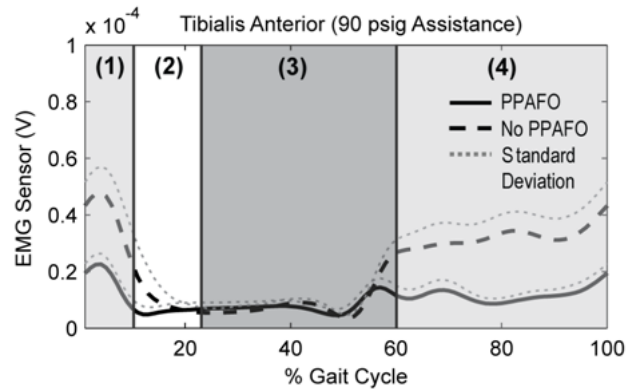 Tibialis Anterior (90 psig Assistance)
x 10⁻⁴
1
0.8
0.6
0.4
0.2
0
EMG Sensor (V)
(1) (2) (3) (4)
PPAFO
No PPAFO
Standard
Deviation
20 40 60 80 100
% Gait Cycle